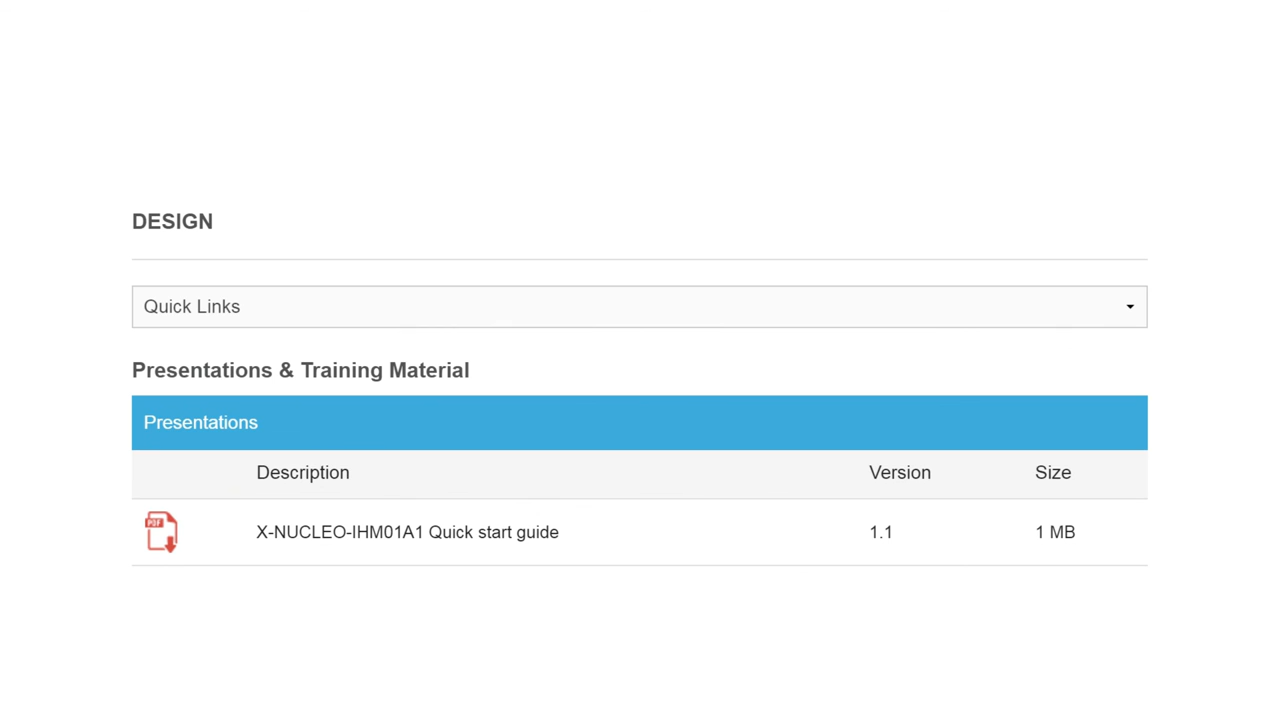 DESIGN
Quick Links
Presentations & Training Material
Presentations
Description Version Size
PDF X-NUCLEO-IHM01A1 Quick start guide 1.1 1 MB